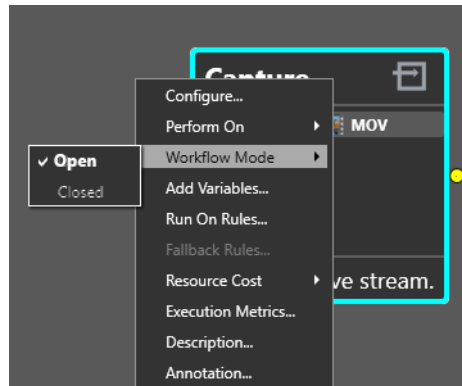 Capture
Configure...
Perform On
MOV
Open
Workflow Mode
Closed
Add Variables...
Run On Rules...
Fallback Rules...
Resource Cost
ve stream.
Execution Metrics...
Description...
Annotation...